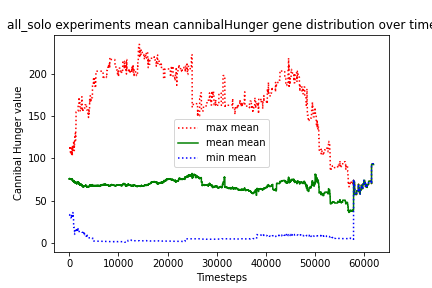 all_solo experiments mean cannibalHunger gene distribution over time
Cannibal Hunger value
200
150
100
50
0
max mean
mean mean
min mean
0
10000
20000
30000
40000
50000
60000
Timesteps